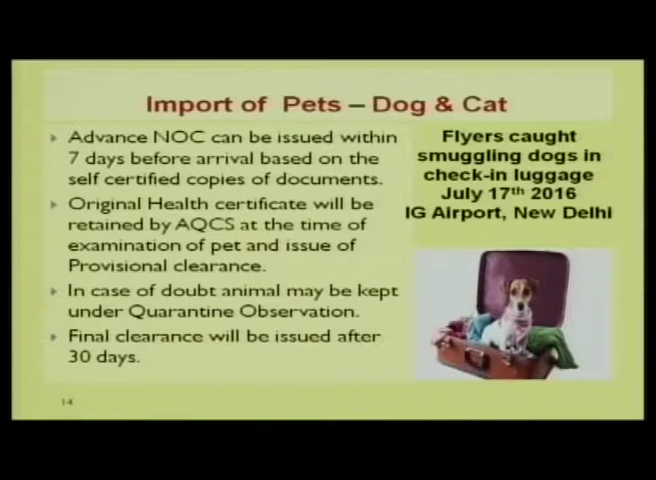 Import of Pets – Dog & Cat
Advance NOC can be issued within
7 days before arrival based on the
self certified copies of documents.
Original Health certificate will be
retained by AQCS at the time of
examination of pet and issue of
Provisional clearance.
In case of doubt animal may be kept
under Quarantine Observation.
Final clearance will be issued after
30 days.
Flyers caught
smuggling dogs in
check-in luggage
July 17th 2016
IG Airport, New Delhi
14